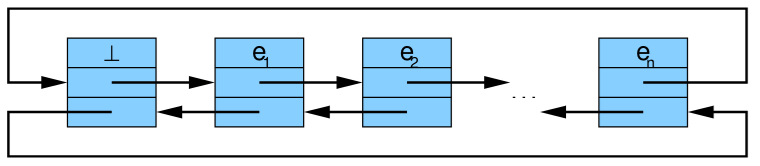 ⊥ e₁ e₂ ... eₙ